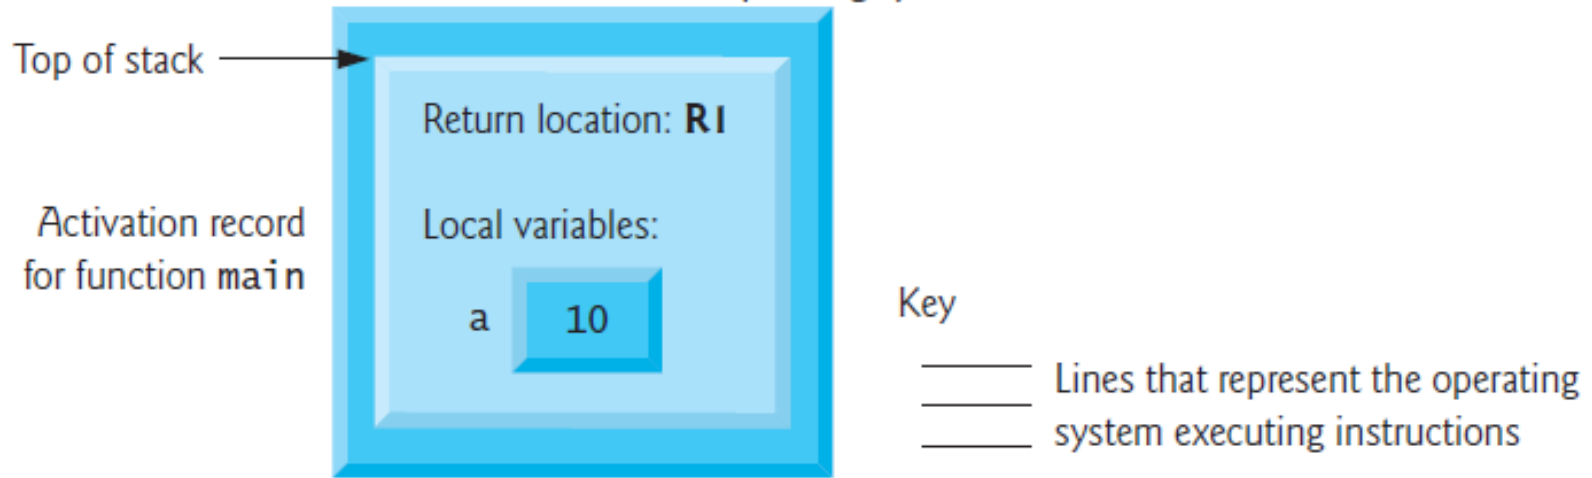 Top of stack
Return location: R1
Activation record
for function main
Local variables:
a 10
Key
Lines that represent the operating
system executing instructions